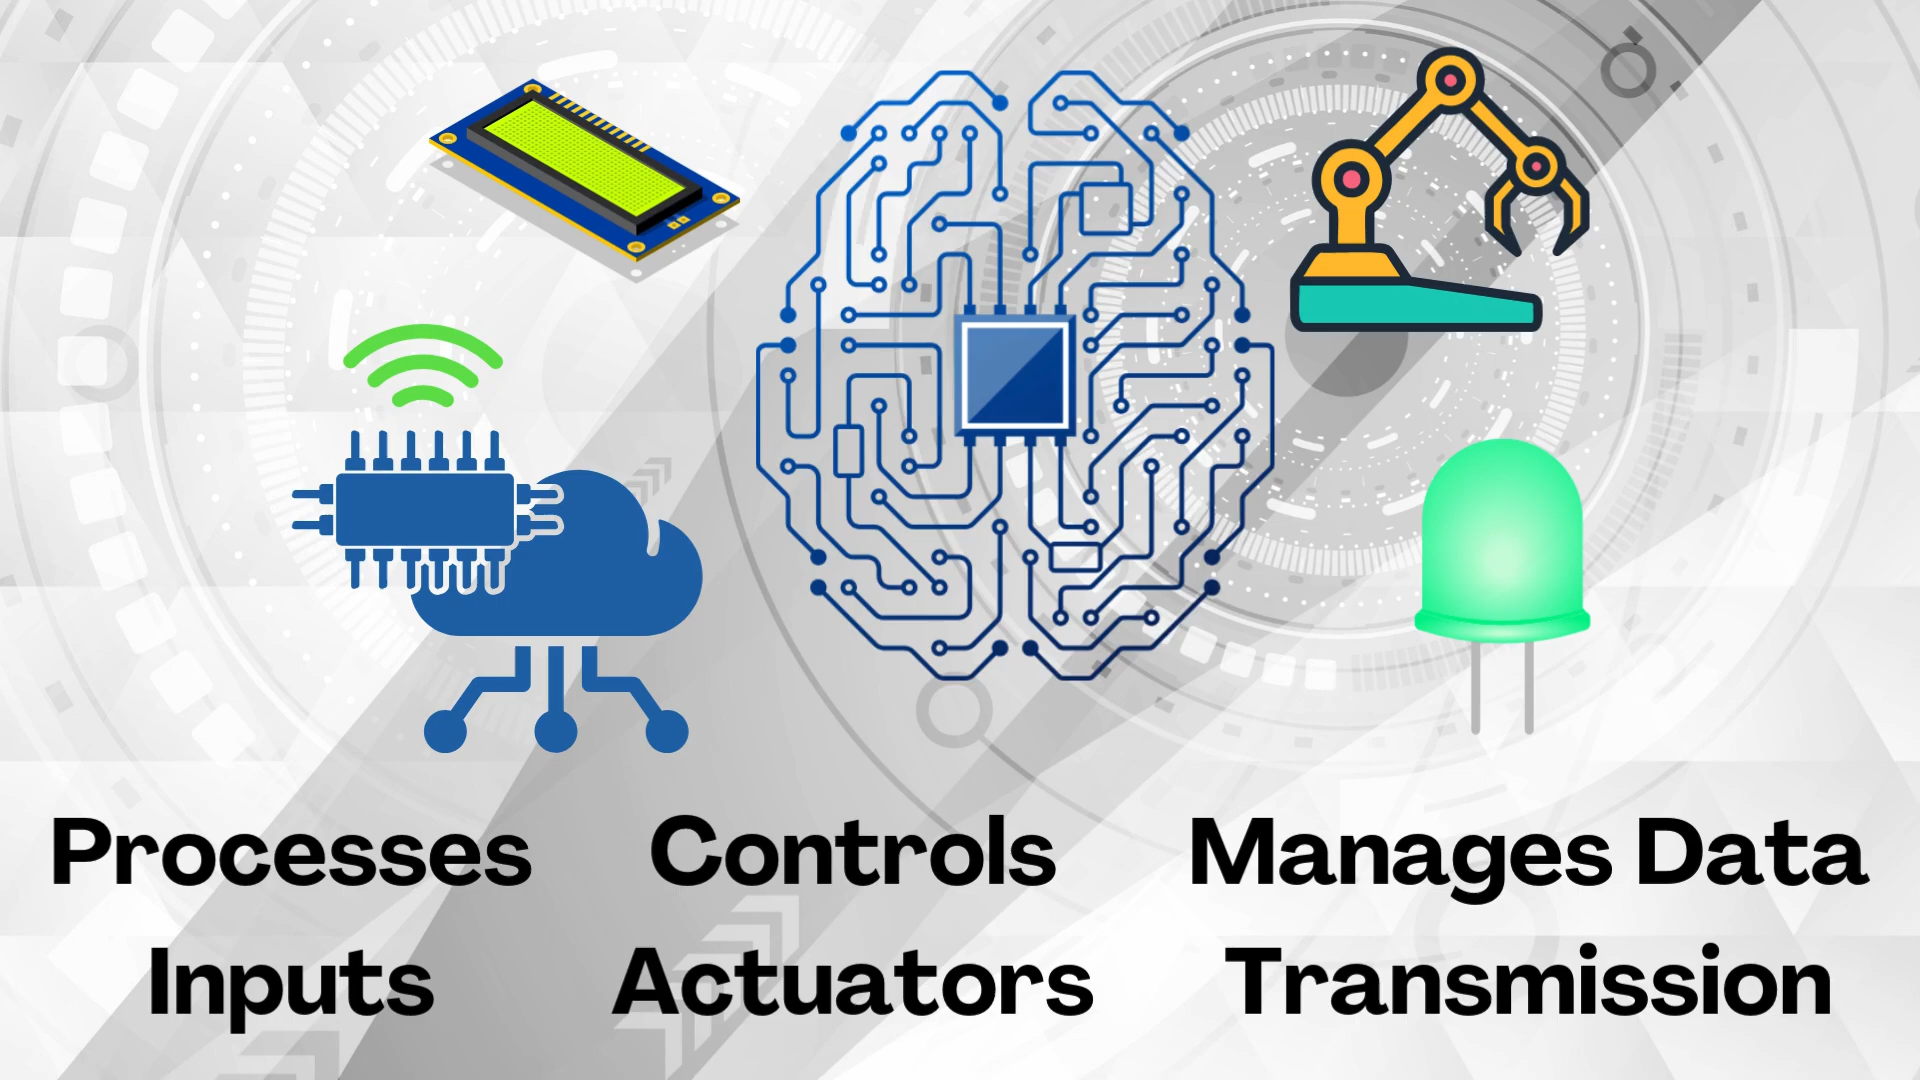 Processes
Inputs
Controls
Actuators
Manages Data
Transmission